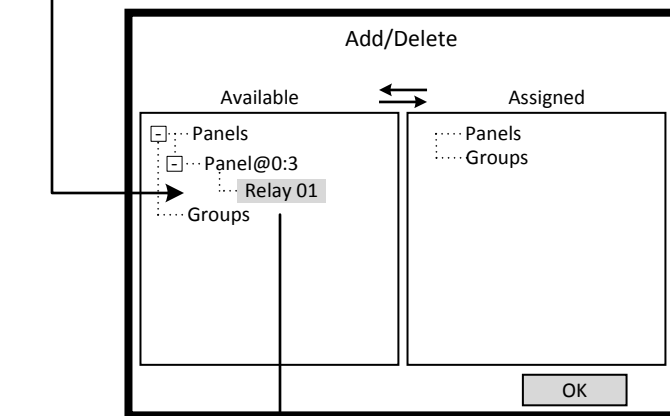 Add/Delete
Available
Assigned
Panels
Panel@0:3
Relay 01
Groups
Panels
Groups
OK